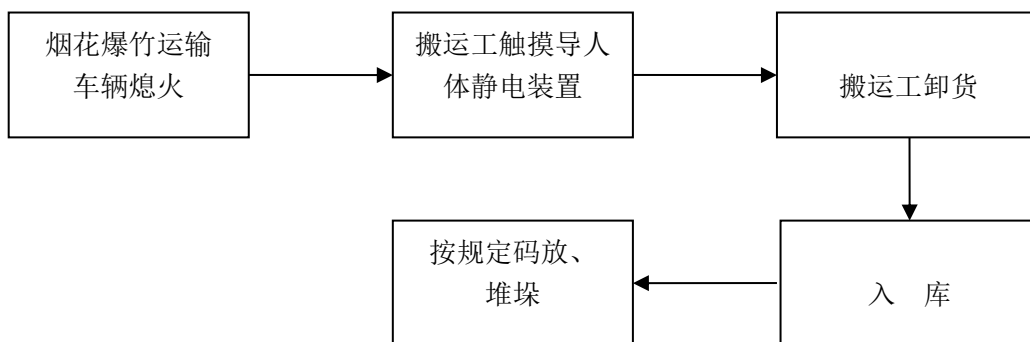 烟花爆竹运输
车辆熄火
搬运工触摸导人
体静电装置
搬运工卸货
按规定码放、
堆垛
入 库